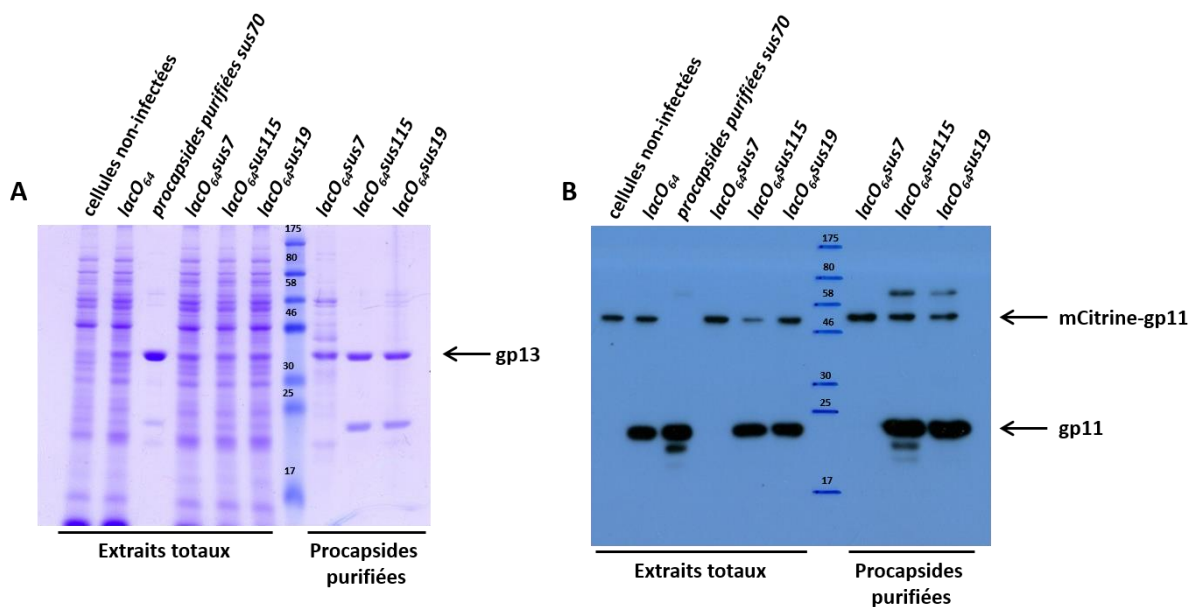 A
cellules non-infectées
lacO64
procapsides purifiées sus70
lacO64sus7
lacO64sus115
lacO64sus19
lacO64sus7
lacO64sus115
lacO64sus19
175
80
58
46
30
25
17
gp13
Extraits totaux
Procapsides
purifiées
B
cellules non-infectées
lacO64
procapsides purifiées sus70
lacO64sus7
lacO64sus115
lacO64sus19
lacO64sus7
lacO64sus115
lacO64sus19
175
80
58
46
30
25
17
mCitrine-gp11
gp11
Extraits totaux
Procapsides
purifiées